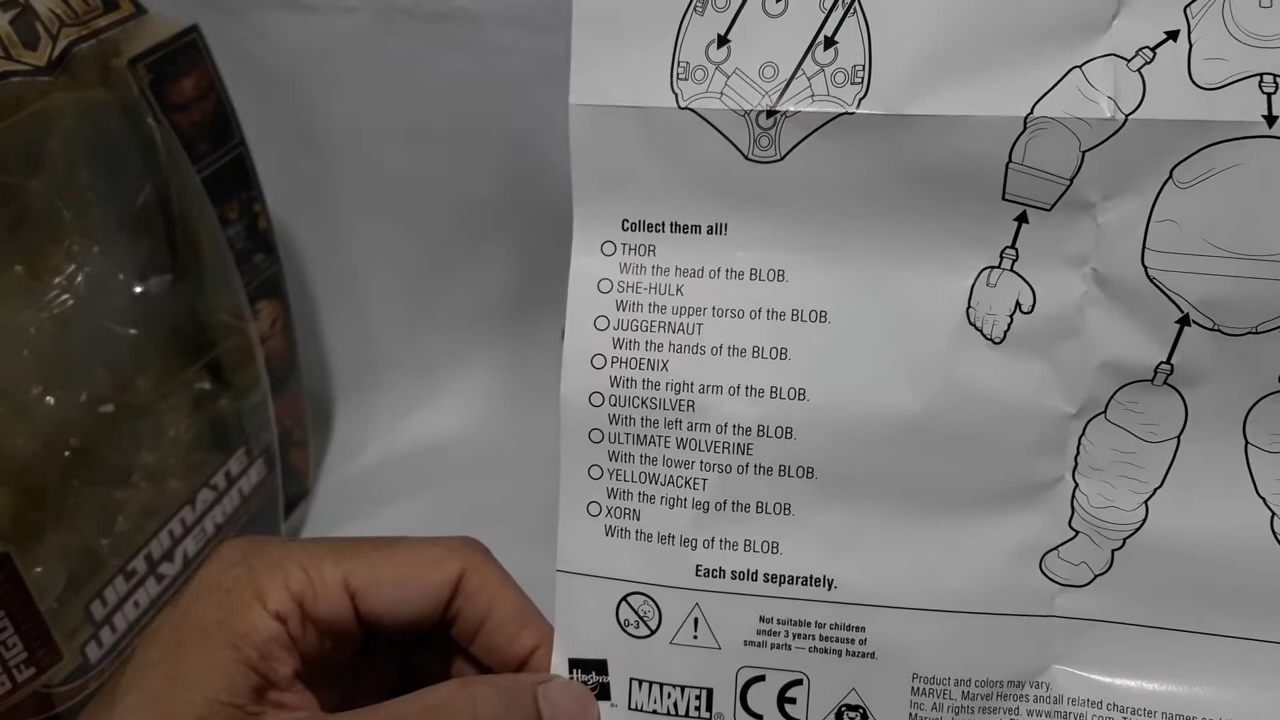 Collect them all!
THOR
With the head of the BLOB.
SHE-HULK
With the upper torso of the BLOB.
JUGGERNAUT
With the hands of the BLOB.
PHOENIX
With the right arm of the BLOB.
QUICKSILVER
With the left arm of the BLOB.
ULTIMATE WOLVERINE
With the lower torso of the BLOB.
YELLOWJACKET
With the right leg of the BLOB.
XORN
With the left leg of the BLOB.
Each sold separately.
0-3
!
Not suitable for children
under 3 years because of
small parts — choking hazard.
Hasbro
MARVEL®
CE
Product and colors may vary.
MARVEL, Marvel Heroes and all related character names
Inc. All rights reserved. www.marvel.com.
ULTIMATE
WOLVERINE